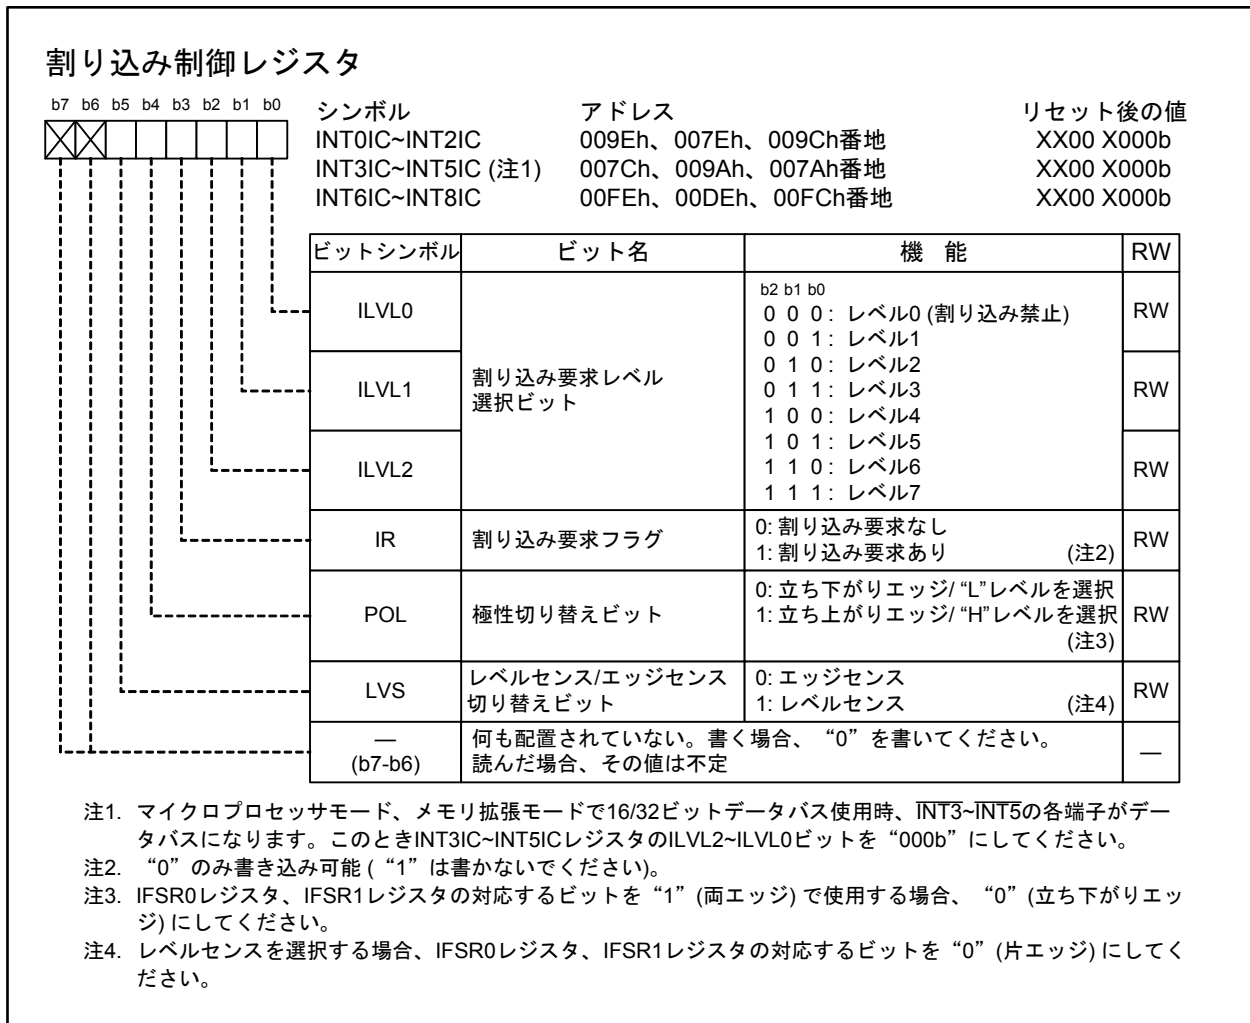 割り込み制御レジスタ
b7 b6 b5 b4 b3 b2 b1 b0
シンボル アドレス リセット後の値
INT0IC~INT2IC 009Eh、007Eh、009Ch番地 XX00 X000b
INT3IC~INT5IC (注1) 007Ch、009Ah、007Ah番地 XX00 X000b
INT6IC~INT8IC 00FEh、00DEh、00FCh番地 XX00 X000b
ビットシンボル ビット名 機 能 RW
ILVL0 RW
ILVL1 RW
ILVL2 RW
割り込み要求レベル
選択ビット
b2 b1 b0
0 0 0: レベル0 (割り込み禁止)
0 0 1: レベル1
0 1 0: レベル2
0 1 1: レベル3
1 0 0: レベル4
1 0 1: レベル5
1 1 0: レベル6
1 1 1: レベル7
IR 割り込み要求フラグ
0: 割り込み要求なし
1: 割り込み要求あり (注2) RW
POL 極性切り替えビット
0: 立ち下がりエッジ/ “L”レベルを選択
1: 立ち上がりエッジ/ “H”レベルを選択 RW
(注3)
LVS
レベルセンス/エッジセンス
切り替えビット
0: エッジセンス
1: レベルセンス (注4) RW
—
(b7-b6)
何も配置されていない。書く場合、“0”を書いてください。
読んだ場合、その値は不定
—
注1. マイクロプロセッサモード、メモリ拡張モードで16/32ビットデータバス使用時、INT3~INT5の各端子がデー
タバスになります。このときINT3IC~INT5ICレジスタのILVL2~ILVL0ビットを“000b”にしてください。
注2. “0”のみ書き込み可能 (“1”は書かないでください)。
注3. IFSR0レジスタ、IFSR1レジスタの対応するビットを“1”(両エッジ) で使用する場合、“0”(立ち下がりエッ
ジ) にしてください。
注4. レベルセンスを選択する場合、IFSR0レジスタ、IFSR1レジスタの対応するビットを“0”(片エッジ) にしてく
ださい。